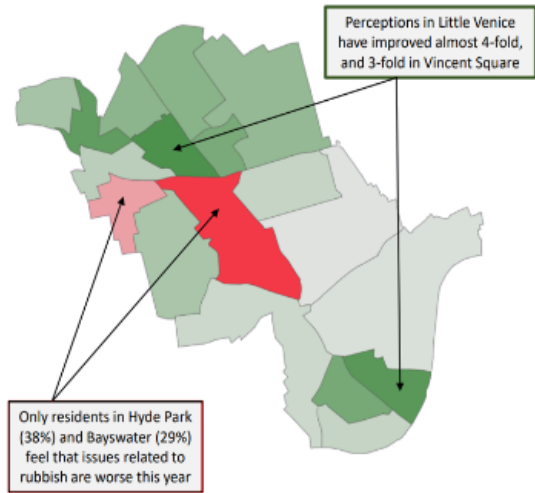 Perceptions in Little Venice
have improved almost 4-fold,
and 3-fold in Vincent Square
Only residents in Hyde Park
(38%) and Bayswater (29%)
feel that issues related to
rubbish are worse this year